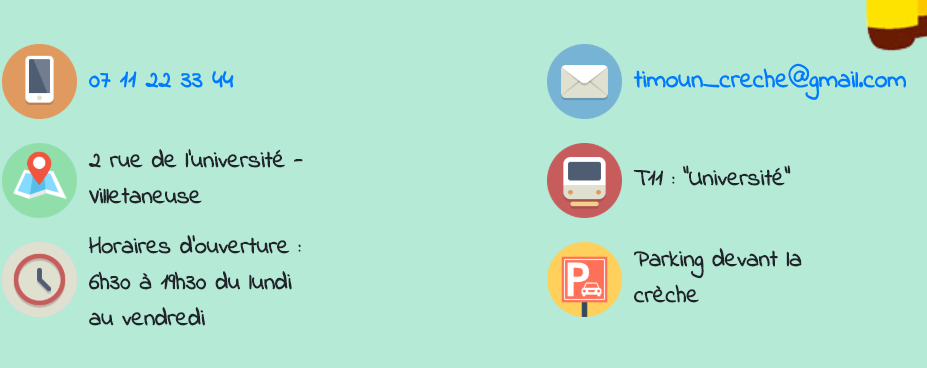 07 11 22 33 44
2 rue de l'université -
Villetaneuse
Horaires d'ouverture :
6h30 à 19h30 du lundi
au vendredi
timoun_creche@gmail.com
T11 : "Université"
P
Parking devant la
crèche